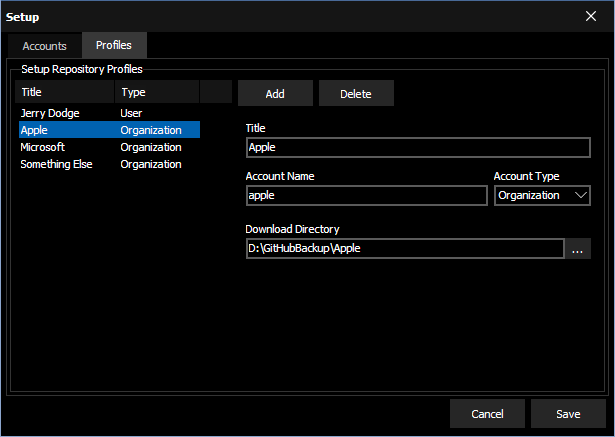 Setup
Accounts Profiles
Setup Repository Profiles
Title Type
Jerry Dodge User
Apple Organization
Microsoft Organization
Something Else Organization
Add Delete
Title
Apple
Account Name Account Type
apple Organization
Download Directory
D:\GitHubBackup\Apple ...
Cancel Save